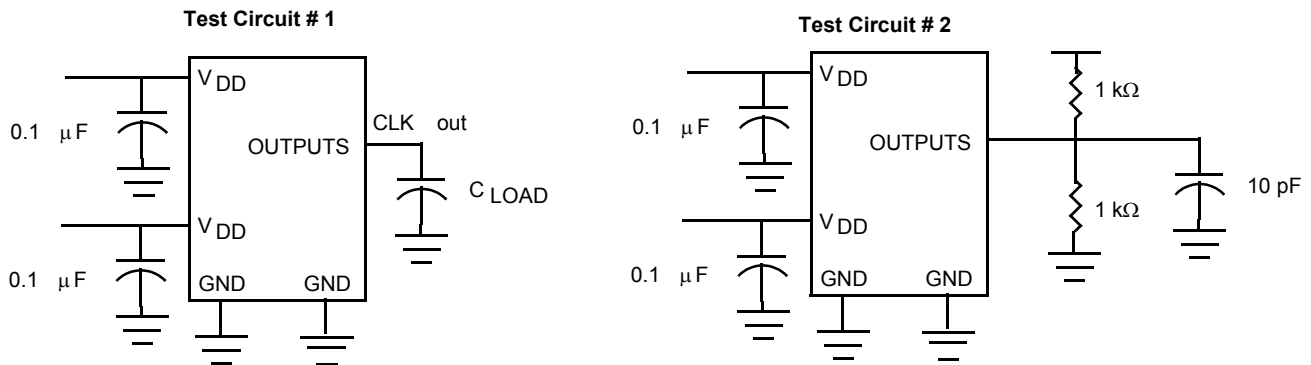 Test Circuit # 1
V DD
0.1 μF
OUTPUTS
CLK out
C LOAD
V DD
0.1 μF
GND GND
Test Circuit # 2
V DD
0.1 μF
OUTPUTS
1 kΩ
1 kΩ
10 pF
V DD
0.1 μF
GND GND